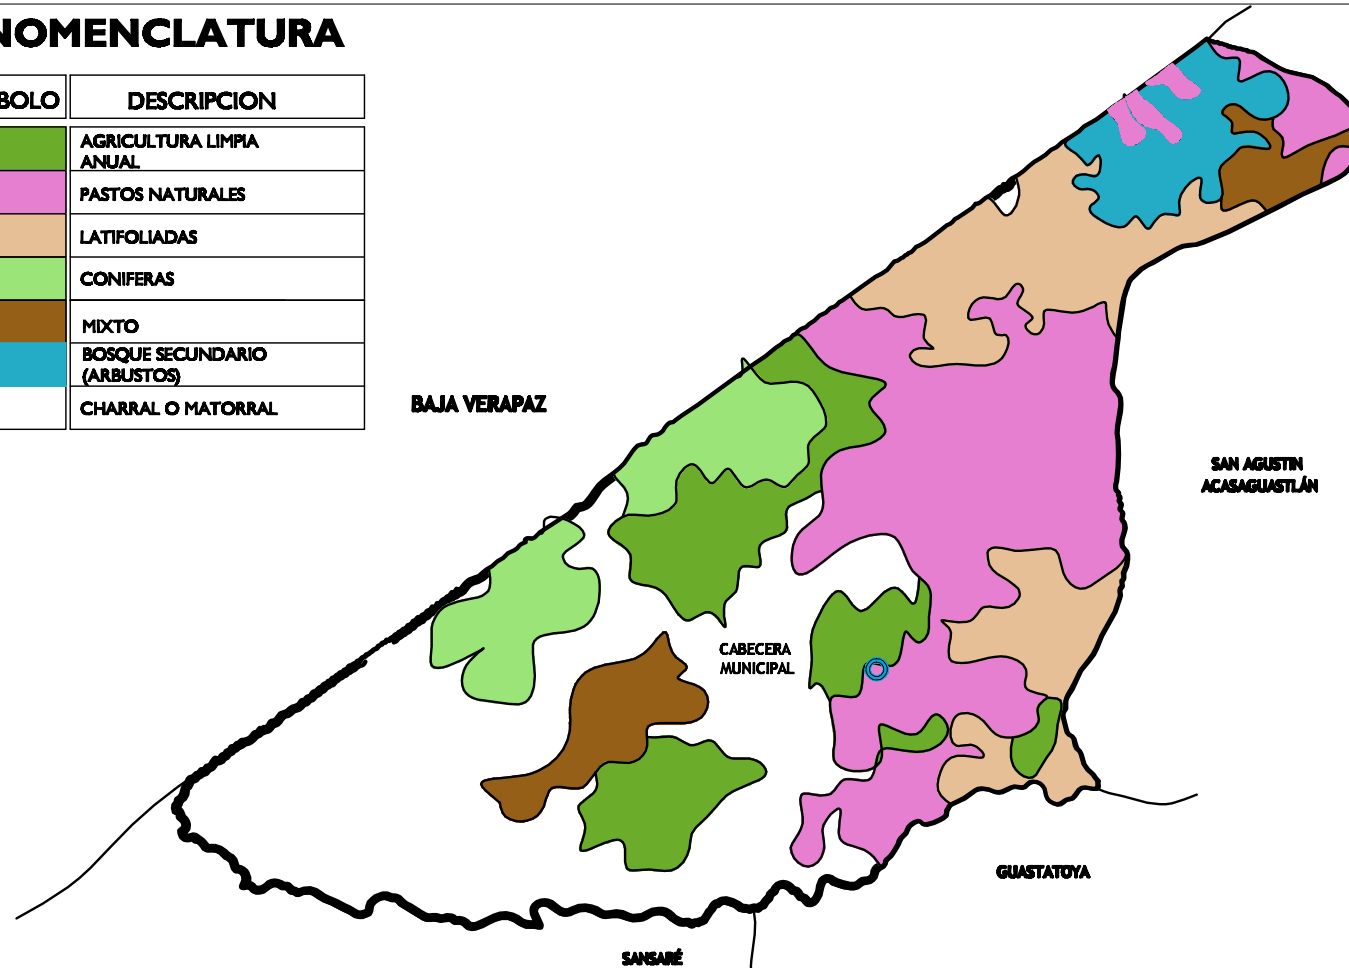 NOMENCLATURA
BOLO DESCRIPCION
AGRICULTURA LIMPIA
ANUAL
PASTOS NATURALES
LATIFOLIADAS
CONIFERAS
MIXTO
BOSQUE SECUNDARIO
(ARBUSTOS)
CHARRAL O MATORRAL
BAJA VERAPAZ
SAN AGUSTIN
ACASAGUASTLÁN
CABECERA
MUNICIPAL
GUASTATOYA
SANSARÉ